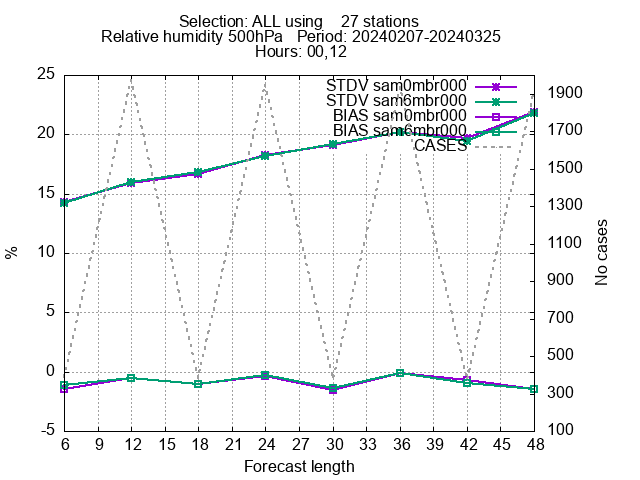 Selection: ALL using    27 stations
Relative humidity 500hPa   Period: 20240207-20240325
Hours: 00,12
STDV sam0mbr000
STDV sam6mbr000
BIAS sam0mbr000
BIAS sam6mbr000
CASES
25
20
15
10
5
0
-5
%
1900
1700
1500
1300
1100
900
700
500
300
100
No cases
6 9 12 15 18 21 24 27 30 33 36 39 42 45 48
Forecast length